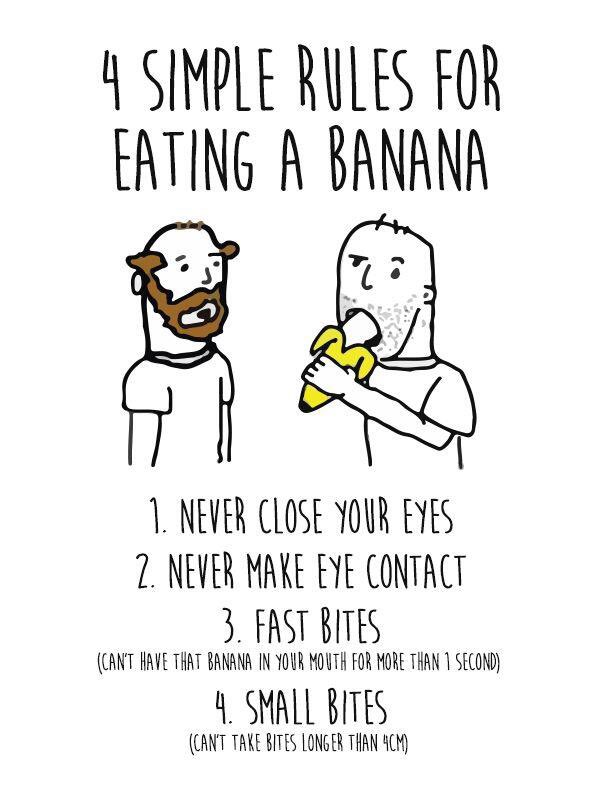 4 SIMPLE RULES FOR
EATING A BANANA
1. NEVER CLOSE YOUR EYES
2. NEVER MAKE EYE CONTACT
3. FAST BITES
(CAN'T HAVE THAT BANANA IN YOUR MOUTH FOR MORE THAN 1 SECOND)
4. SMALL BITES
(CAN'T TAKE BITES LONGER THAN 4CM)